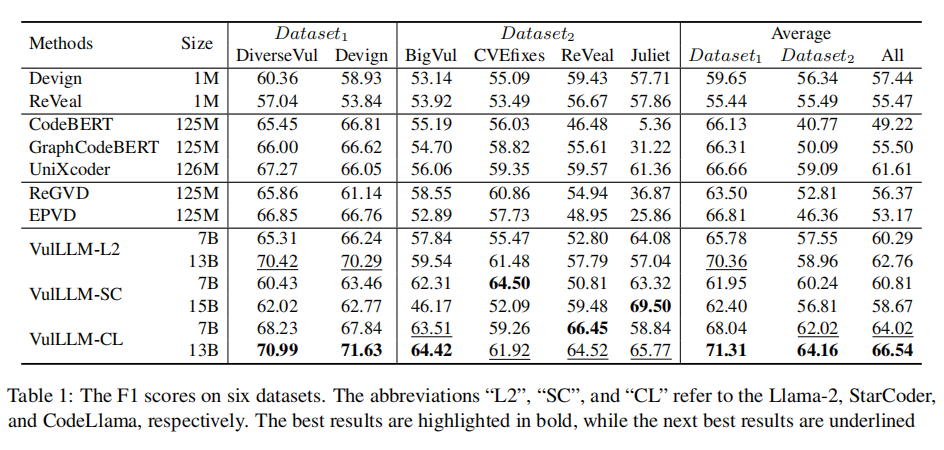 Methods Size Dataset1 Dataset2 Average
DiverseVul Devign BigVul CVEfixes ReVeal Juliet Dataset1 Dataset2 All
Devign 1M 60.36 58.93 53.14 55.09 59.43 57.71 59.65 56.34 57.44
ReVeal 1M 57.04 53.84 53.92 53.49 56.67 57.86 55.44 55.49 55.47
CodeBERT 125M 65.45 66.81 55.19 56.03 46.48 5.36 66.13 40.77 49.22
GraphCodeBERT 125M 66.00 66.62 54.70 58.82 55.61 31.22 66.31 50.09 55.50
UniXcoder 126M 67.27 66.05 56.06 59.35 59.57 61.36 66.66 59.09 61.61
ReGVD 125M 65.86 61.14 58.55 60.86 54.94 36.87 63.50 52.81 56.37
EPVD 125M 66.85 66.76 52.89 57.73 48.95 25.86 66.81 46.36 53.17
VulLLM-L2 7B 65.31 66.24 57.84 55.47 52.80 64.08 65.78 57.55 60.29
13B 70.42 70.29 59.54 61.48 57.79 57.04 70.36 58.96 62.76
VulLLM-SC 7B 60.43 63.46 62.31 64.50 50.81 63.32 61.95 60.24 60.81
15B 62.02 62.77 46.17 52.09 59.48 69.50 62.40 56.81 58.67
VulLLM-CL 7B 68.23 67.84 63.51 59.26 66.45 58.84 68.04 62.02 64.02
13B 70.99 71.63 64.42 61.92 64.52 65.77 71.31 64.16 66.54
Table 1: The F1 scores on six datasets. The abbreviations “L2”, “SC”, and “CL” refer to the Llama-2, StarCoder,
and CodeLlama, respectively. The best results are highlighted in bold, while the next best results are underlined